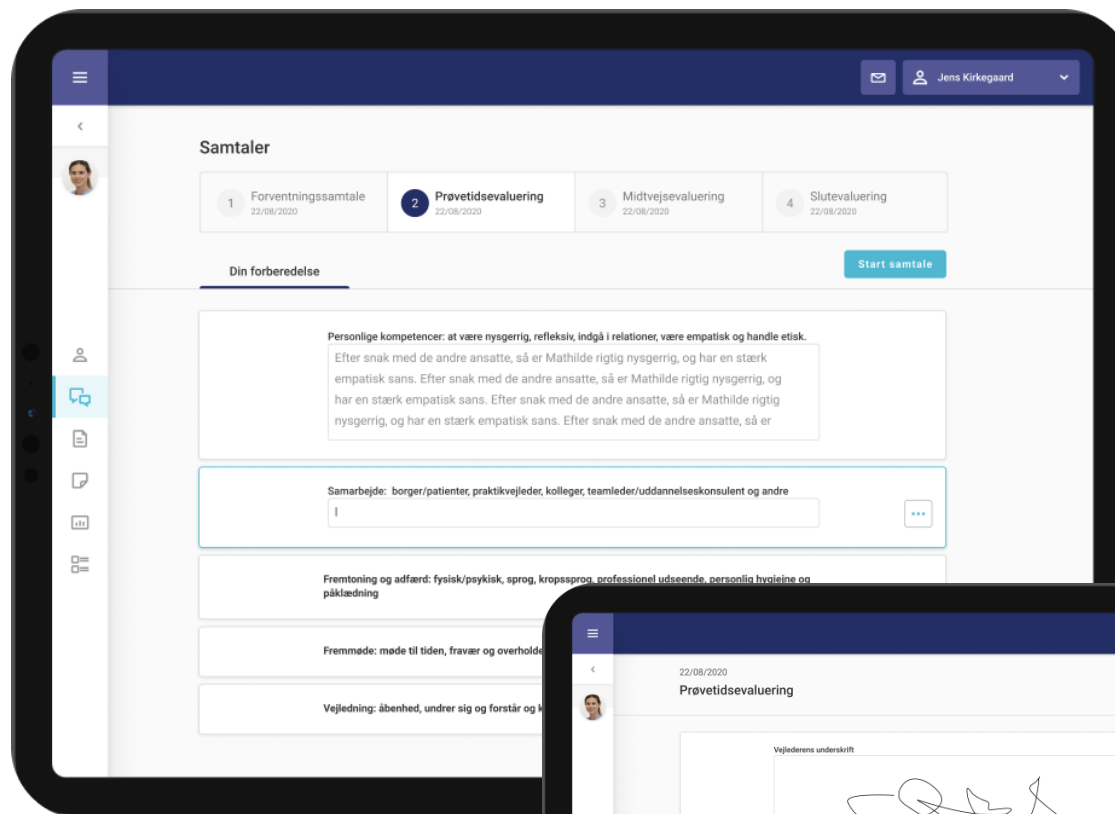 Jens Kirkegaard
Samtaler
1
Forventningssamtale
22/08/2020
2
Prøvetidsevaluering
22/08/2020
3
Midtvejsevaluering
22/08/2020
4
Slutevaluering
22/08/2020
Din forberedelse
Start samtale
Personlige kompetencer: at være nysgerrig, refleksiv, indgå i relationer, være empatisk og handle etisk.
Efter snak med de andre ansatte, så er Mathilde rigtig nysgerrig, og har en stærk
empatisk sans. Efter snak med de andre ansatte, så er Mathilde rigtig nysgerrig, og
har en stærk empatisk sans. Efter snak med de andre ansatte, så er Mathilde rigtig
nysgerrig, og har en stærk empatisk sans. Efter snak med de andre ansatte, så er
Samarbejde: borger/patienter, praktikvejleder, kolleger, teamleder/uddannelseskonsulent og andre
Fremtoning og adfærd: fysisk/psykisk, sprog, kropssprog, professionel udseende, personlig hygiejne og
påklædning
Fremmøde: møde til tiden, fravær og overholde
Vejledning: åbenhed, undrer sig og forstår og k
22/08/2020
Prøvetidsevaluering
Vejlederens underskrift